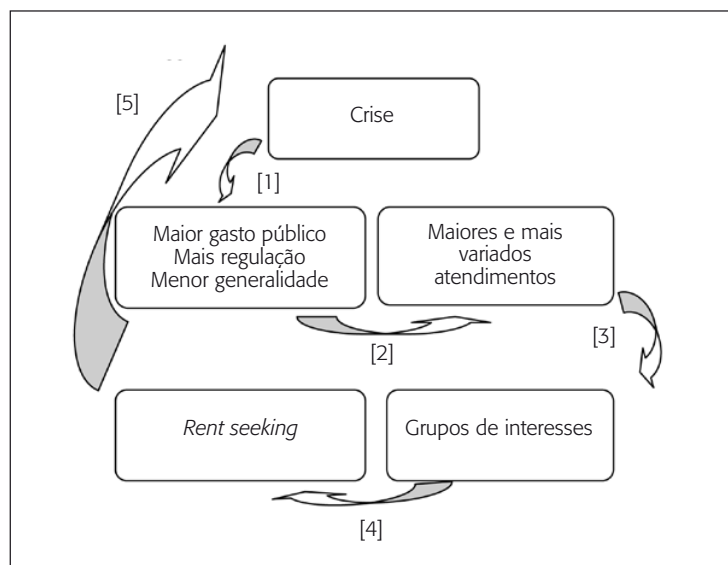 [5]
Crise
[1]
Maior gasto público
Mais regulação
Menor generalidade
Maiores e mais
variados
atendimentos
[2]
[3]
Rent seeking
Grupos de interesses
[4]